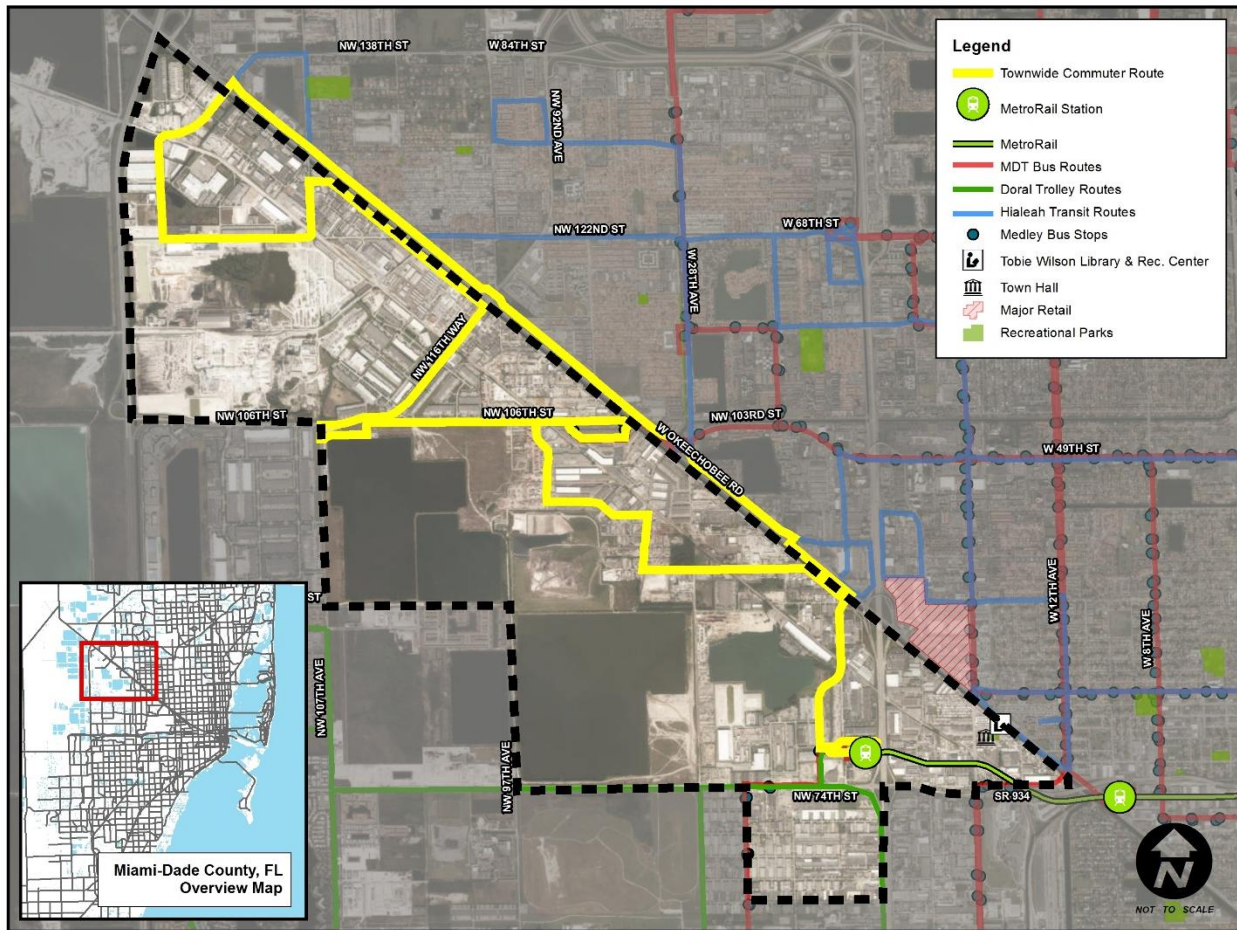 NW 138TH ST
W 84TH ST
NW 92ND AVE
NW 122ND ST
W 68TH ST
W 28TH AVE
NW 116TH WAY
NW 106TH ST
NW 106TH ST
NW 103RD ST
W OKEECHOBEE RD
W 49TH ST
W 12TH AVE
W 8TH AVE
ST
NW 107TH AVE
NW 97TH AVE
NW 74TH ST
SR 934
Legend
Townwide Commuter Route
MetroRail Station
MetroRail
MDT Bus Routes
Doral Trolley Routes
Hialeah Transit Routes
Medley Bus Stops
Tobie Wilson Library & Rec. Center
Town Hall
Major Retail
Recreational Parks
Miami-Dade County, FL
Overview Map
N
NOT TO SCALE